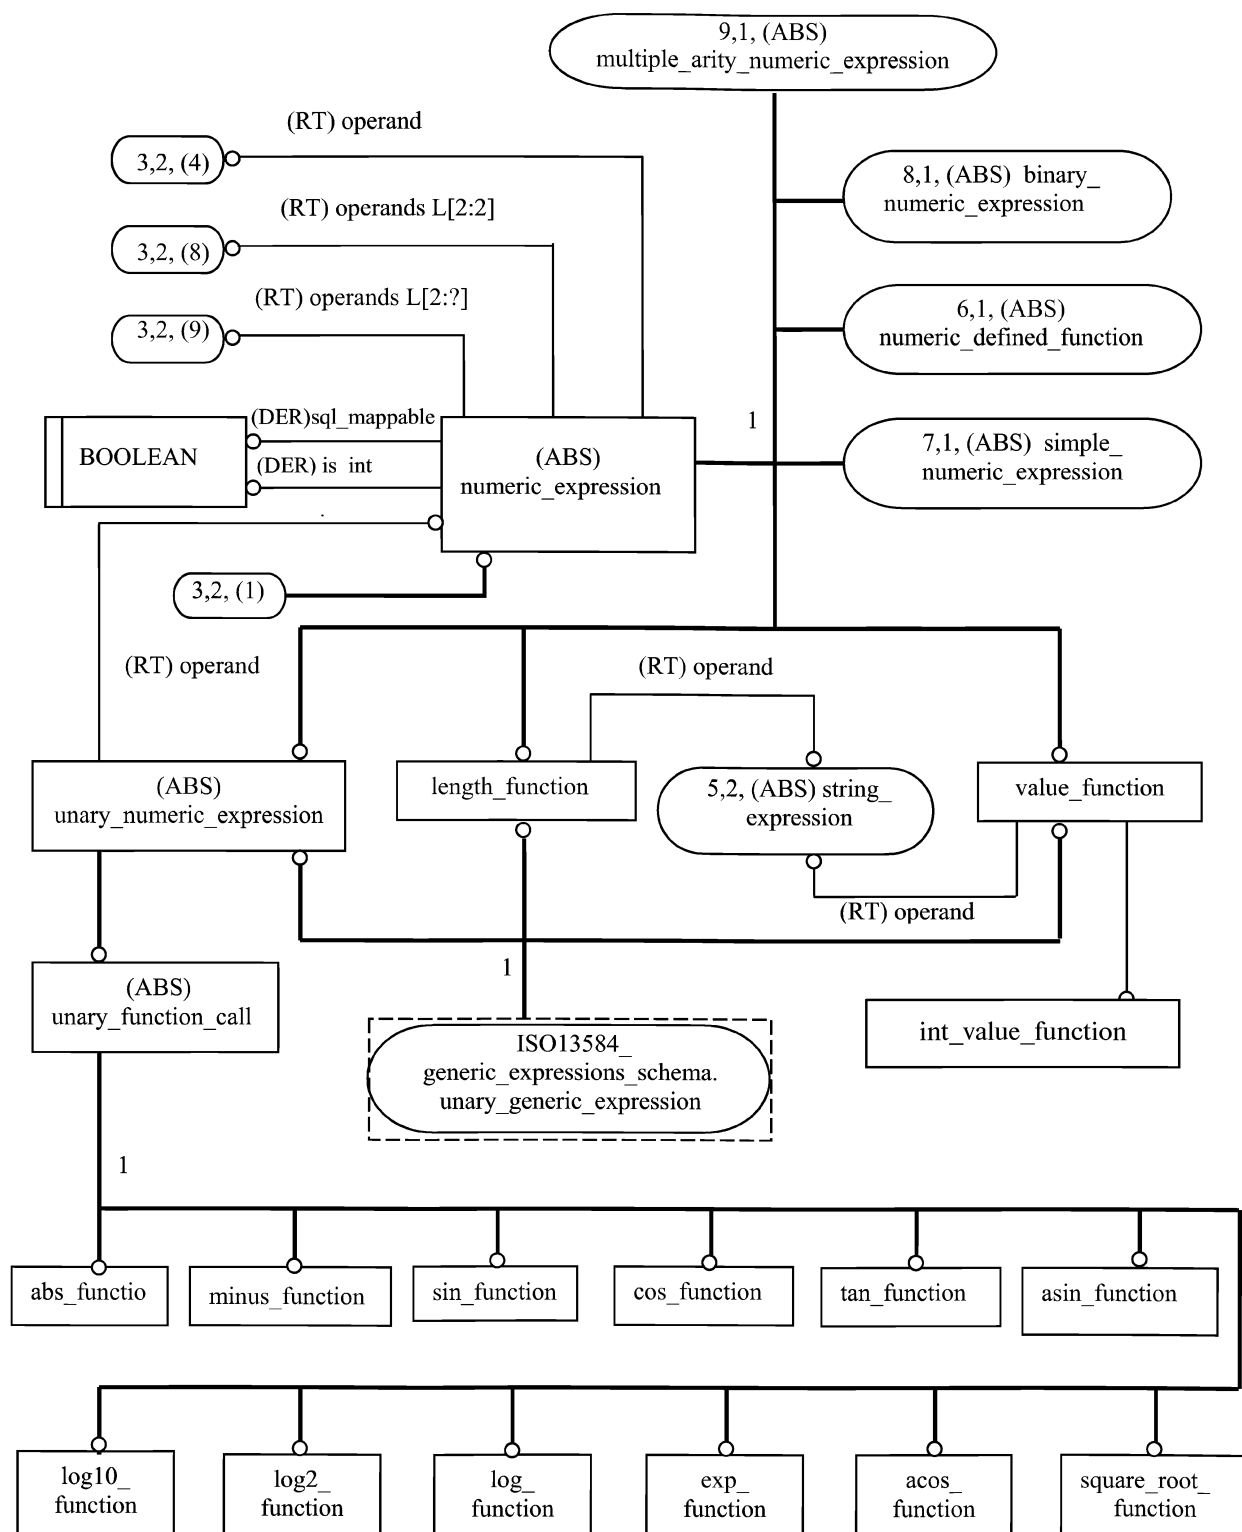 9,1, (ABS)
multiple_arity_numeric_expression
(RT) operand
3,2, (4)
8,1, (ABS) binary_
numeric_expression
(RT) operands L[2:2]
3,2, (8)
(RT) operands L[2:?]
6,1, (ABS)
numeric_defined_function
3,2, (9)
(DER)sql_mappable
1
BOOLEAN
(DER) is int
(ABS)
numeric_expression
7,1, (ABS) simple_
numeric_expression
3,2, (1)
(RT) operand
(RT) operand
(ABS)
unary_numeric_expression
length_function
5,2, (ABS) string_
expression
value_function
(RT) operand
1
(ABS)
unary_function_call
int_value_function
ISO13584_
generic_expressions_schema.
unary_generic_expression
1
abs_functio
minus_function
sin_function
cos_function
tan_function
asin_function
log10_
function
log2_
function
log_
function
exp_
function
acos_
function
square_root_
function